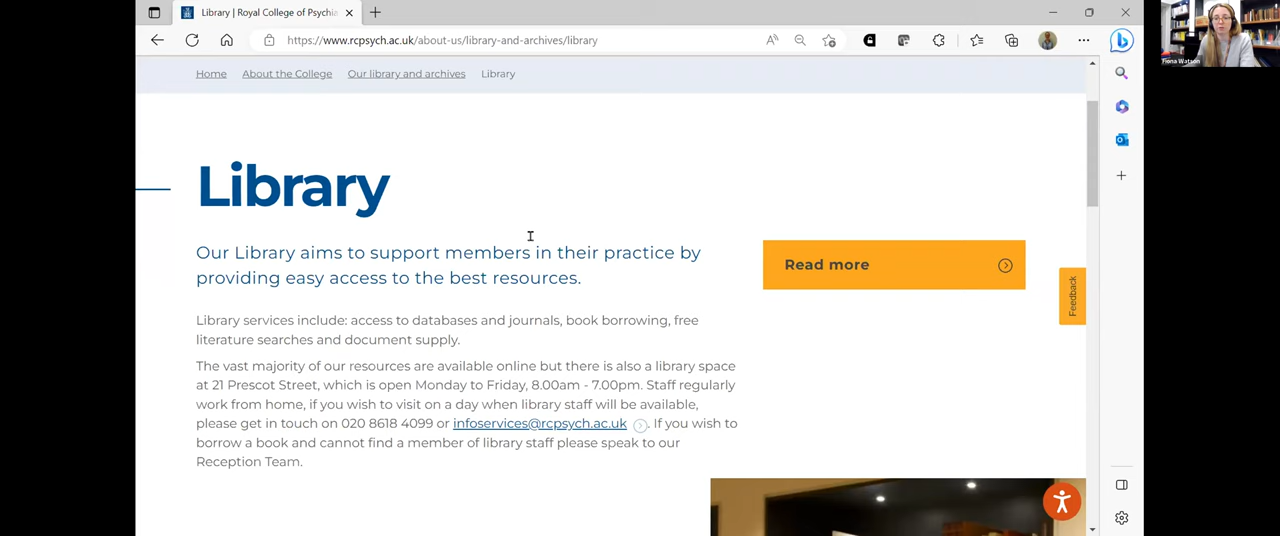 Library | Royal College of Psychia
https://www.rcpsych.ac.uk/about-us/library-and-archives/library
Fiona Watson
Home About the College Our library and archives Library
Library
Our Library aims to support members in their practice by
providing easy access to the best resources.
Read more
Feedback
Library services include: access to databases and journals, book borrowing, free
literature searches and document supply.
The vast majority of our resources are available online but there is also a library space
at 21 Prescot Street, which is open Monday to Friday, 8.00am - 7.00pm. Staff regularly
work from home, if you wish to visit on a day when library staff will be available,
please get in touch on 020 8618 4099 or infoservices@rcpsych.ac.uk. If you wish to
borrow a book and cannot find a member of library staff please speak to our
Reception Team.